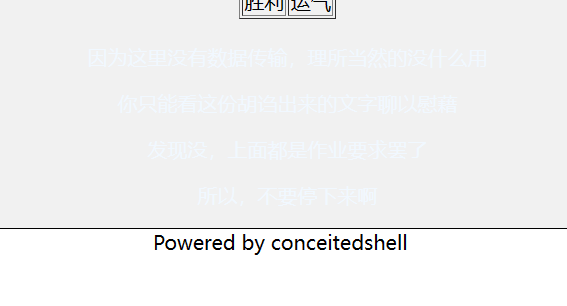 胜利 运气
因为这里没有数据传输，理所当然的没什么用
你只能看这份胡诌出来的文字聊以慰藉
发现没，上面都是作业要求罢了
所以，不要停下来啊
Powered by conceitedshell